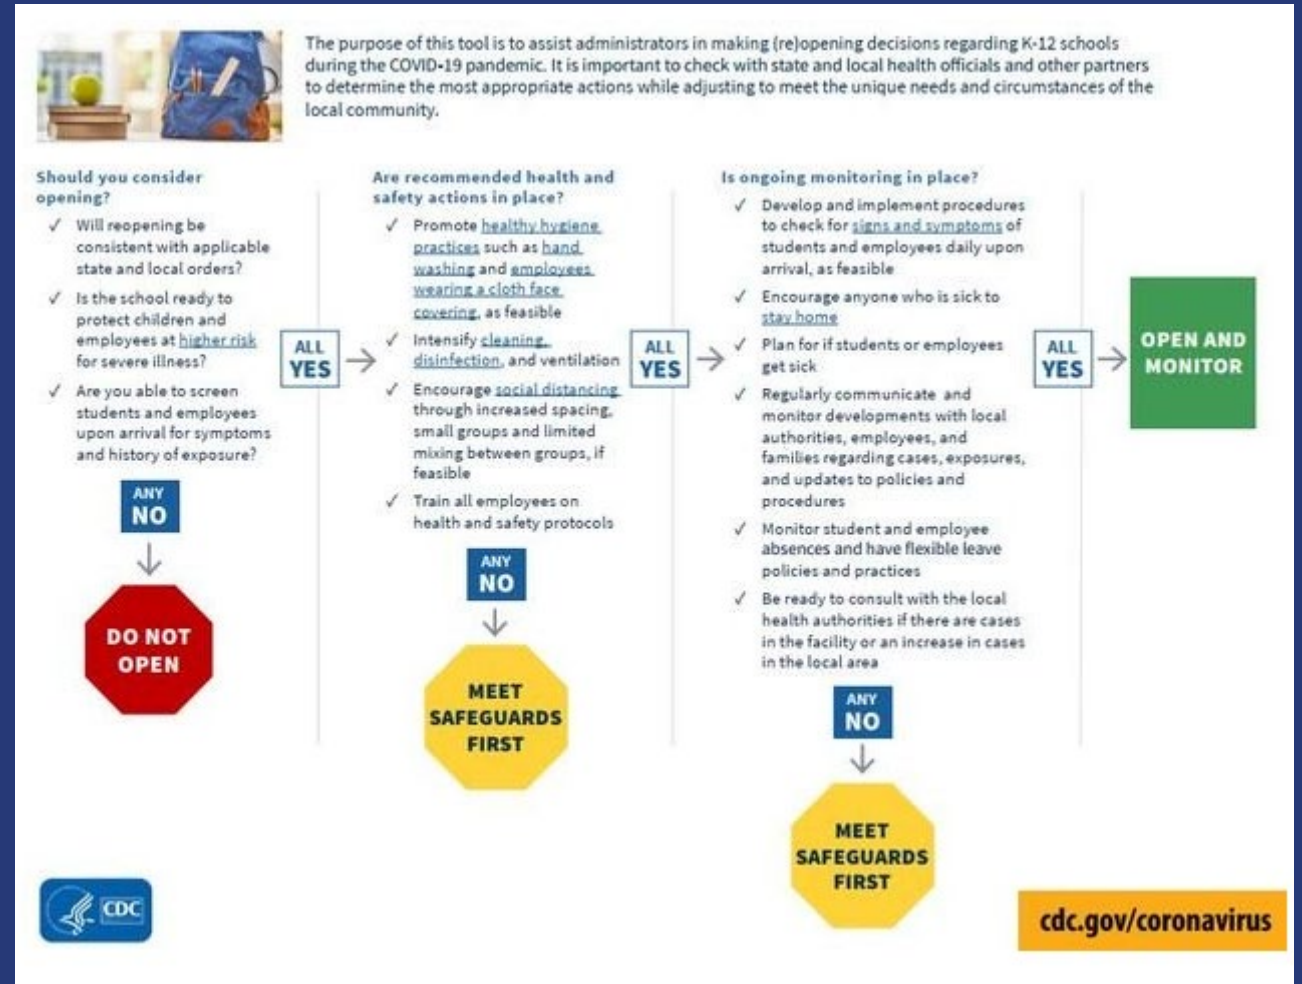 The purpose of this tool is to assist administrators in making (re)opening decisions regarding K-12 schools
during the COVID-19 pandemic. It is important to check with state and local health officials and other partners
to determine the most appropriate actions while adjusting to meet the unique needs and circumstances of the
local community.
Should you consider
opening?
✓ Will reopening be
consistent with applicable
state and local orders?
✓ Is the school ready to
protect children and
employees at higher risk
for severe illness?
✓ Are you able to screen
students and employees
upon arrival for symptoms
and history of exposure?
ANY
NO
DO NOT
OPEN
ALL
YES
Are recommended health and
safety actions in place?
✓ Promote healthy hygiene
practices such as hand
washing and employees
wearing a cloth face
covering, as feasible
✓ Intensify cleaning,
disinfection, and ventilation
✓ Encourage social distancing
through increased spacing,
small groups and limited
mixing between groups, if
feasible
✓ Train all employees on
health and safety protocols
ANY
NO
MEET
SAFEGUARDS
FIRST
ALL
YES
Is ongoing monitoring in place?
✓ Develop and implement procedures
to check for signs and symptoms of
students and employees daily upon
arrival, as feasible
✓ Encourage anyone who is sick to
stay home
✓ Plan for if students or employees
get sick
✓ Regularly communicate and
monitor developments with local
authorities, employees, and
families regarding cases, exposures,
and updates to policies and
procedures
✓ Monitor student and employee
absences and have flexible leave
policies and practices
✓ Be ready to consult with the local
health authorities if there are cases
in the facility or an increase in cases
in the local area
ANY
NO
MEET
SAFEGUARDS
FIRST
ALL
YES
OPEN AND
MONITOR
CDC
cdc.gov/coronavirus